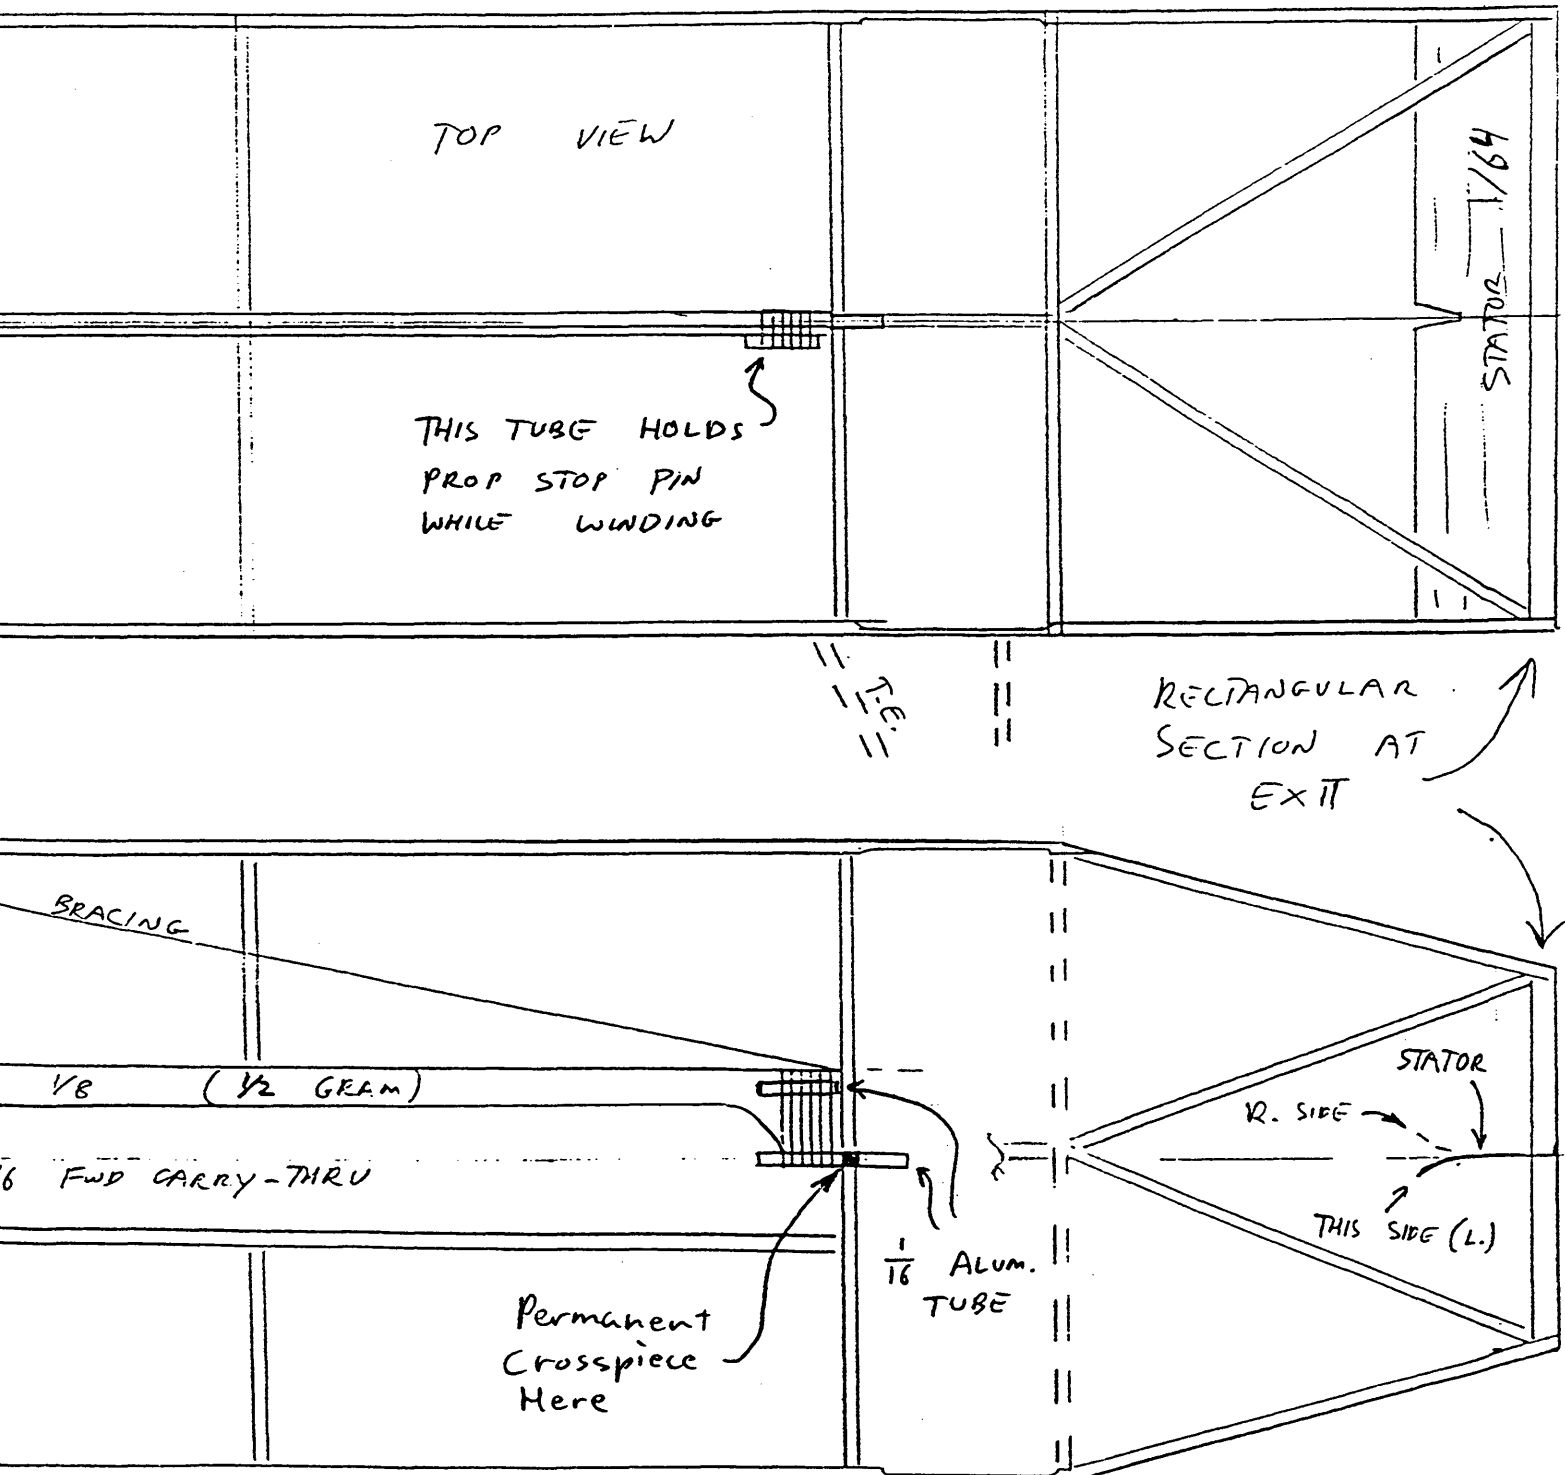 TOP VIEW
STATOR 1/64
THIS TUBE HOLDS
PROP STOP PIN
WHILE WINDING
T.E.
RECTANGULAR
SECTION AT
EXIT
BRACING
1/8 (1/2 GRAM)
6 FWD CARRY-THRU
STATOR
R. SIDE
THIS SIDE (L.)
1/16 ALUM.
TUBE
Permanent
Crosspiece
Here